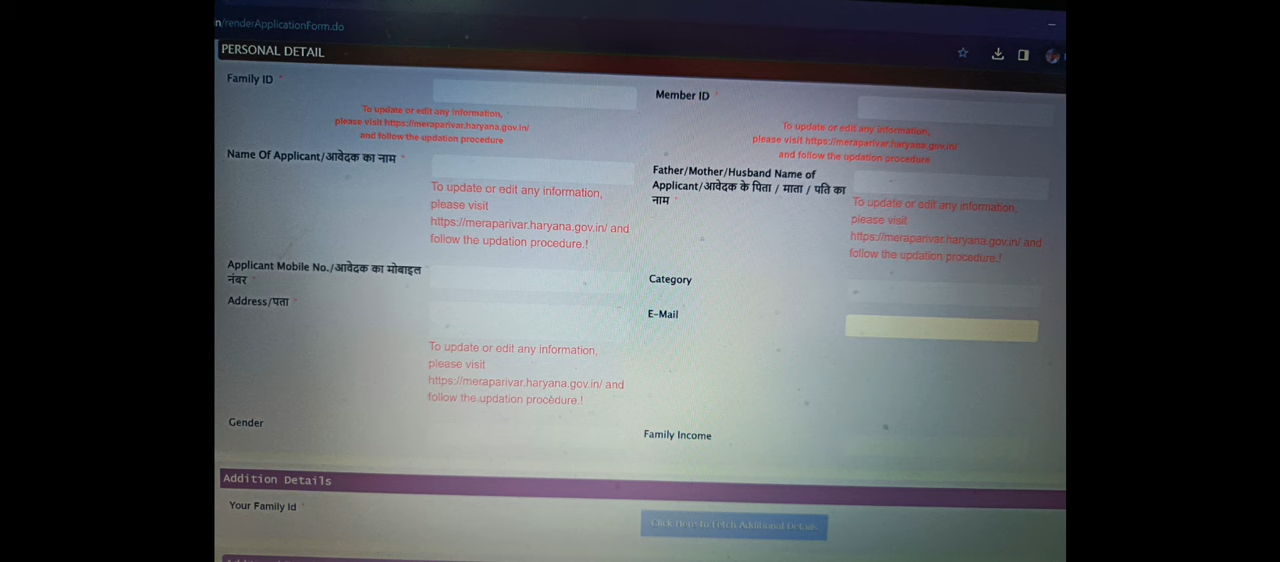 n/renderApplicationForm.do
PERSONAL DETAIL
Family ID *
To update or edit any information,
please visit https://meraparivar.haryana.gov.in/
and follow the updation procedure
Member ID *
To update or edit any information,
please visit https://meraparivar.haryana.gov.in/
and follow the updation procedure
Name Of Applicant/आवेदक का नाम *
To update or edit any information,
please visit
https://meraparivar.haryana.gov.in/ and
follow the updation procedure.!
Father/Mother/Husband Name of
Applicant/आवेदक के पिता / माता / पति का
नाम *
To update or edit any information,
please visit
https://meraparivar.haryana.gov.in/ and
follow the updation procedure.!
Applicant Mobile No./आवेदक का मोबाइल
नंबर *
Category
Address/पता *
To update or edit any information,
please visit
https://meraparivar.haryana.gov.in/ and
follow the updation procedure.!
E-Mail
Gender
Family Income
Addition Details
Your Family Id *
Click Here to Fetch Additional Details